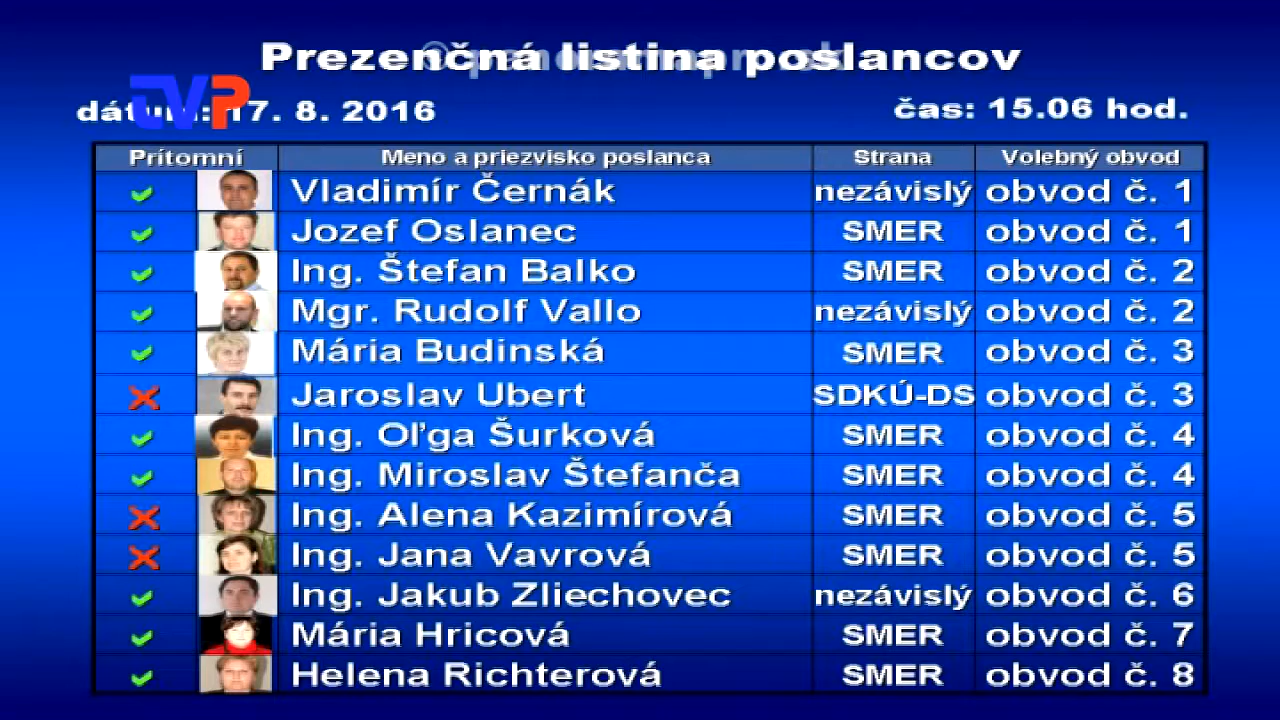 Prezenčná listina poslancov
TVP
dátum: 17. 8. 2016 čas: 15.06 hod.
Prítomní Meno a priezvisko poslanca Strana Volebný obvod
Vladimír Černák nezávislý obvod č. 1
Jozef Oslanec SMER obvod č. 1
Ing. Štefan Balko SMER obvod č. 2
Mgr. Rudolf Vallo nezávislý obvod č. 2
Mária Budinská SMER obvod č. 3
Jaroslav Ubert SDKÚ-DS obvod č. 3
Ing. Oľga Šurková SMER obvod č. 4
Ing. Miroslav Štefanča SMER obvod č. 4
Ing. Alena Kazimírová SMER obvod č. 5
Ing. Jana Vavrová SMER obvod č. 5
Ing. Jakub Zliechovec nezávislý obvod č. 6
Mária Hricová SMER obvod č. 7
Helena Richterová SMER obvod č. 8